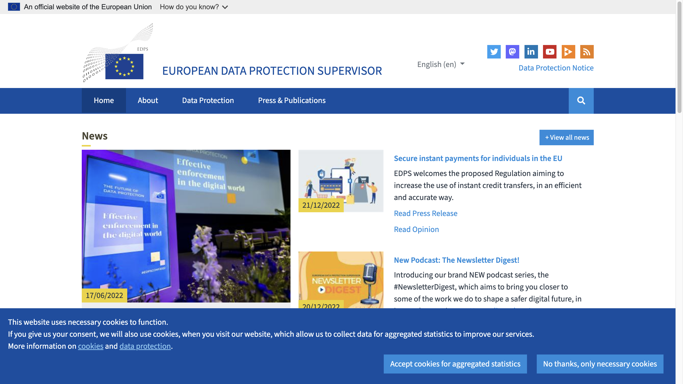 An official website of the European Union How do you know?
EDPS
EUROPEAN DATA PROTECTION SUPERVISOR
English (en)
Data Protection Notice
Home About Data Protection Press & Publications
News
+ View all news
THE FUTURE OF
DATA PROTECTION
Effective
enforcement
in the digital world
Effective
enforcement
in the digital world
17/06/2022
21/12/2022
Secure instant payments for individuals in the EU
EDPS welcomes the proposed Regulation aiming to
increase the use of instant credit transfers, in an efficient
and accurate way.
Read Press Release
Read Opinion
NEWSLETTER
DIGEST
20/12/2022
New Podcast: The Newsletter Digest!
Introducing our brand NEW podcast series, the
#NewsletterDigest, which aims to bring you closer to
some of the work we do to shape a safer digital future, in
This website uses necessary cookies to function.
If you give us your consent, we will also use cookies, when you visit our website, which allow us to collect data for aggregated statistics to improve our services.
More information on cookies and data protection.
Accept cookies for aggregated statistics
No thanks, only necessary cookies